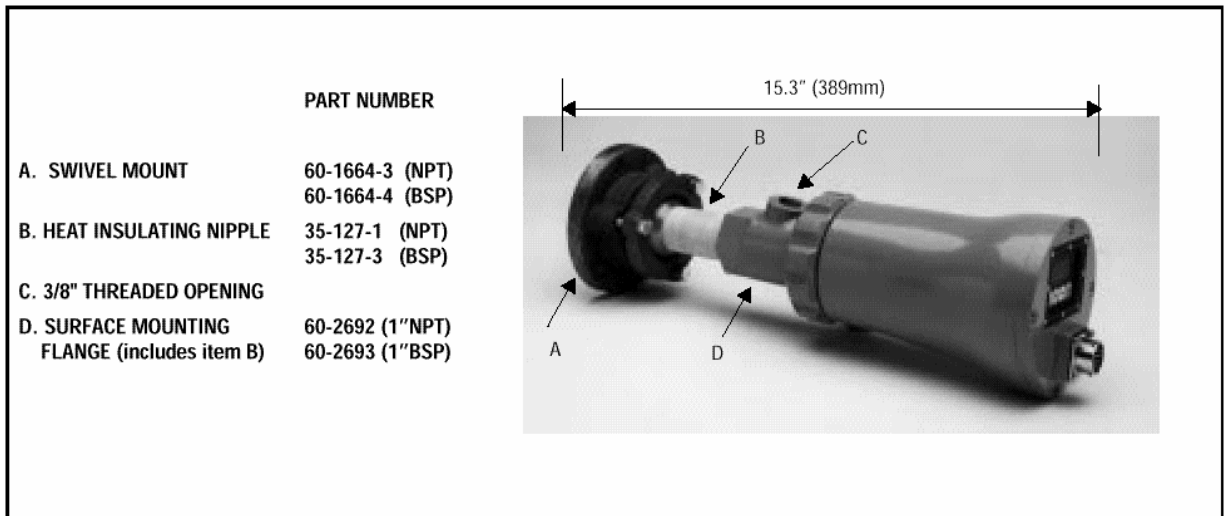 PART NUMBER
A. SWIVEL MOUNT 60-1664-3 (NPT)
60-1664-4 (BSP)
B. HEAT INSULATING NIPPLE 35-127-1 (NPT)
35-127-3 (BSP)
C. 3/8" THREADED OPENING
D. SURFACE MOUNTING 60-2692 (1"NPT)
FLANGE (includes item B) 60-2693 (1"BSP)
15.3" (389mm)
B
C
A
D